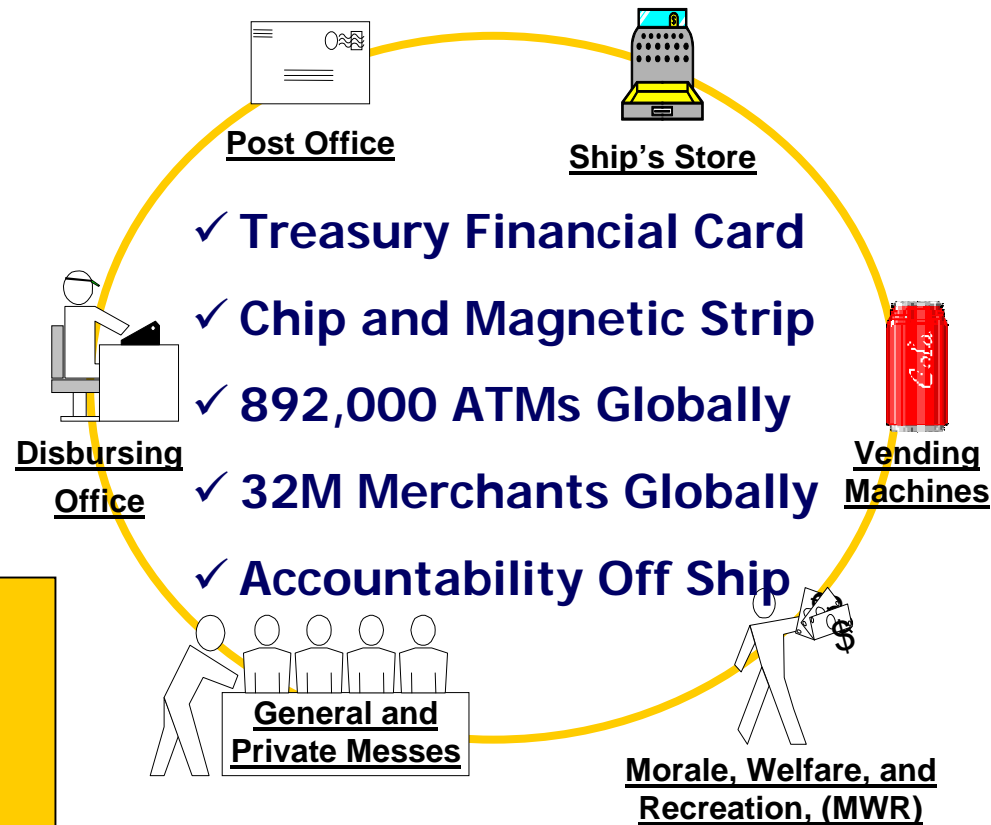 Post Office
Ship's Store
✓ Treasury Financial Card
✓ Chip and Magnetic Strip
✓ 892,000 ATMs Globally
✓ 32M Merchants Globally
✓ Accountability Off Ship
Disbursing
Office
Cola
Vending
Machines
$
$
General and
Private Messes
Morale, Welfare, and
Recreation, (MWR)